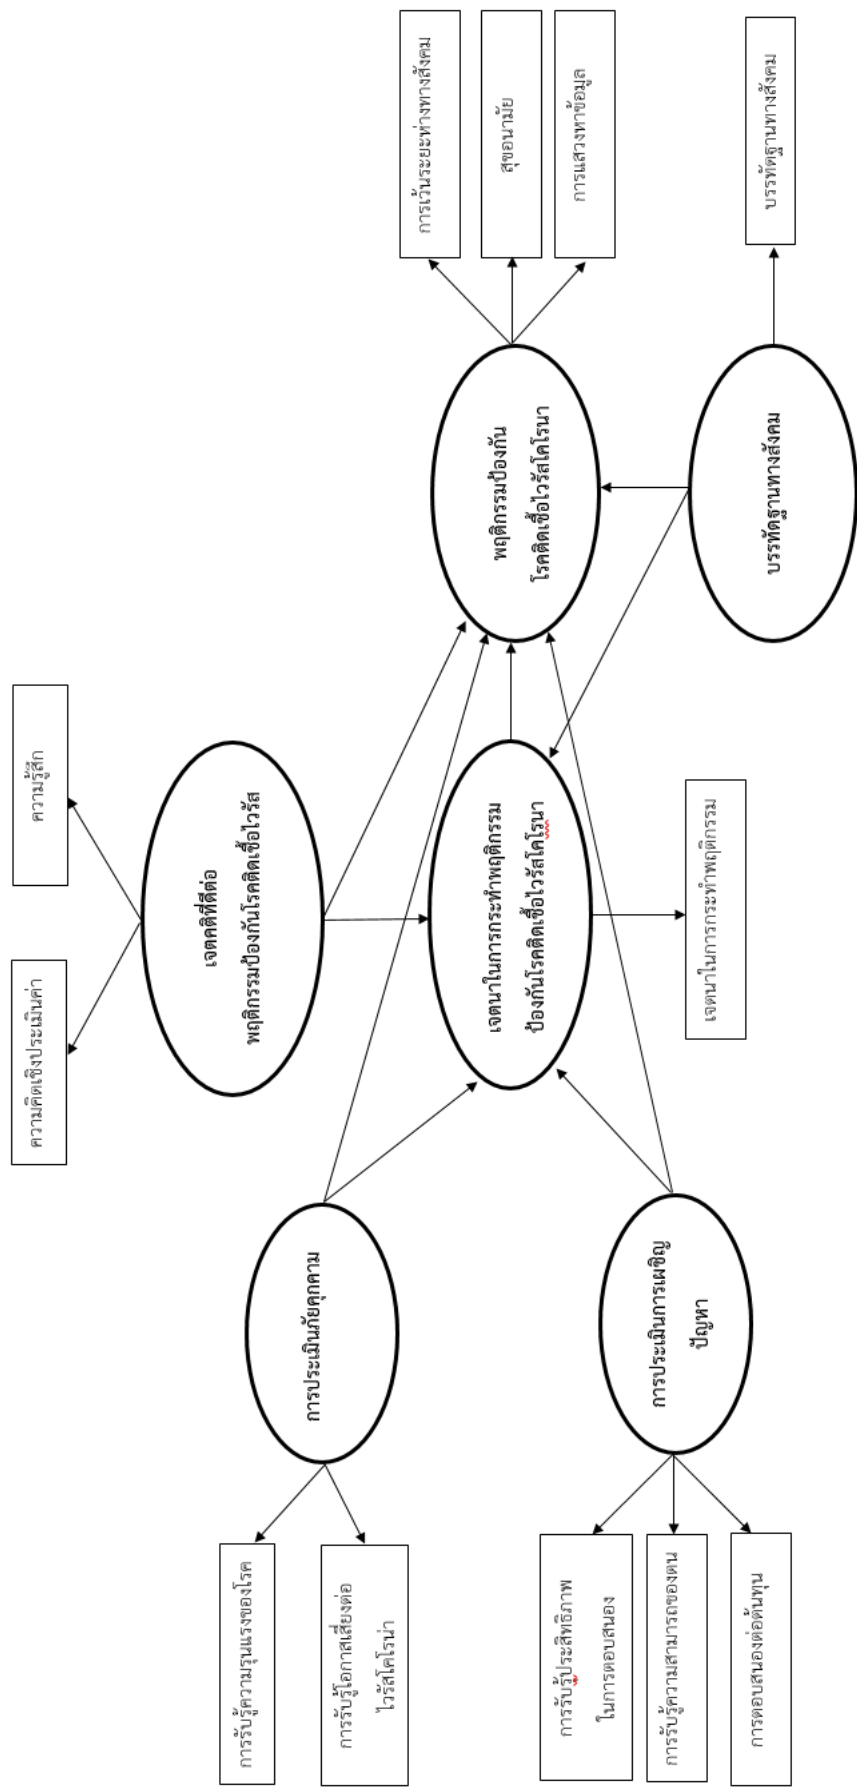 การรับรู้ความรุนแรงของโรค
การรับรู้โอกาสเสี่ยงต่อ
ไวรัสโคโรน่า
การรับรู้ประสิทธิภาพ
ในการตอบสนอง
การรับรู้ความสามารถของตน
การตอบสนองต่อต้นทุน
การประเมินภัยคุกคาม
การประเมินการเผชิญ
ปัญหา
ความคิดเชิงประเมินค่า
ความรู้สึก
เจตคติที่ดีต่อ
พฤติกรรมป้องกันโรคติดเชื้อไวรัส
เจตนาในการกระทำพฤติกรรม
ป้องกันโรคติดเชื้อไวรัสโคโรนา
เจตนาในการกระทำพฤติกรรม
พฤติกรรมป้องกัน
โรคติดเชื้อไวรัสโคโรนา
บรรทัดฐานทางสังคม
การเว้นระยะห่างทางสังคม
สุขอนามัย
การแสวงหาข้อมูล
บรรทัดฐานทางสังคม